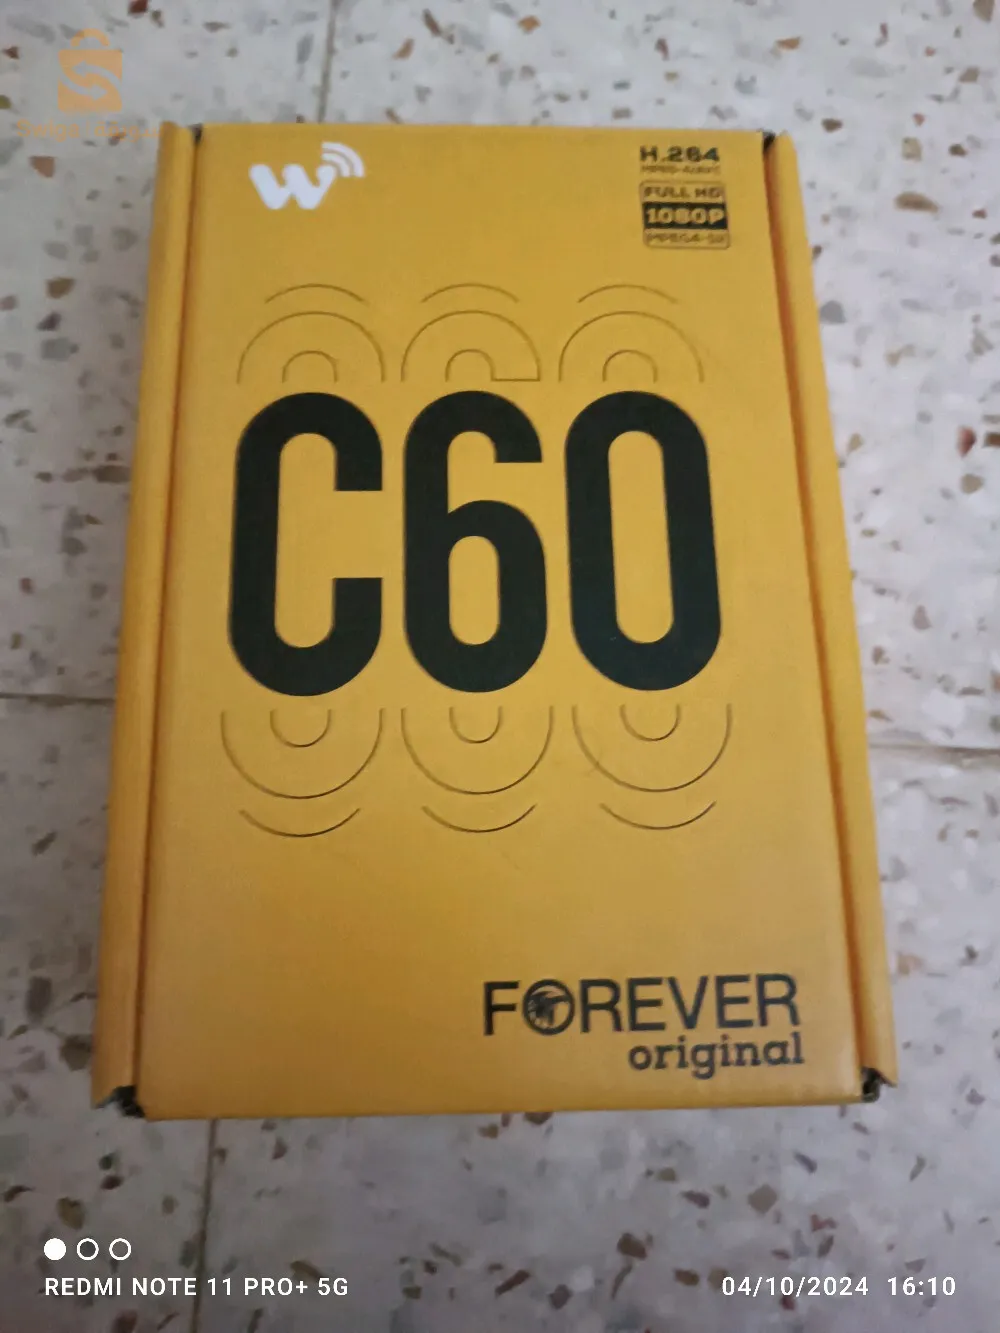 W
H.264
FULL HD
1080P
C60
FOREVER
original
REDMI NOTE 11 PRO+ 5G
04/10/2024 16:10